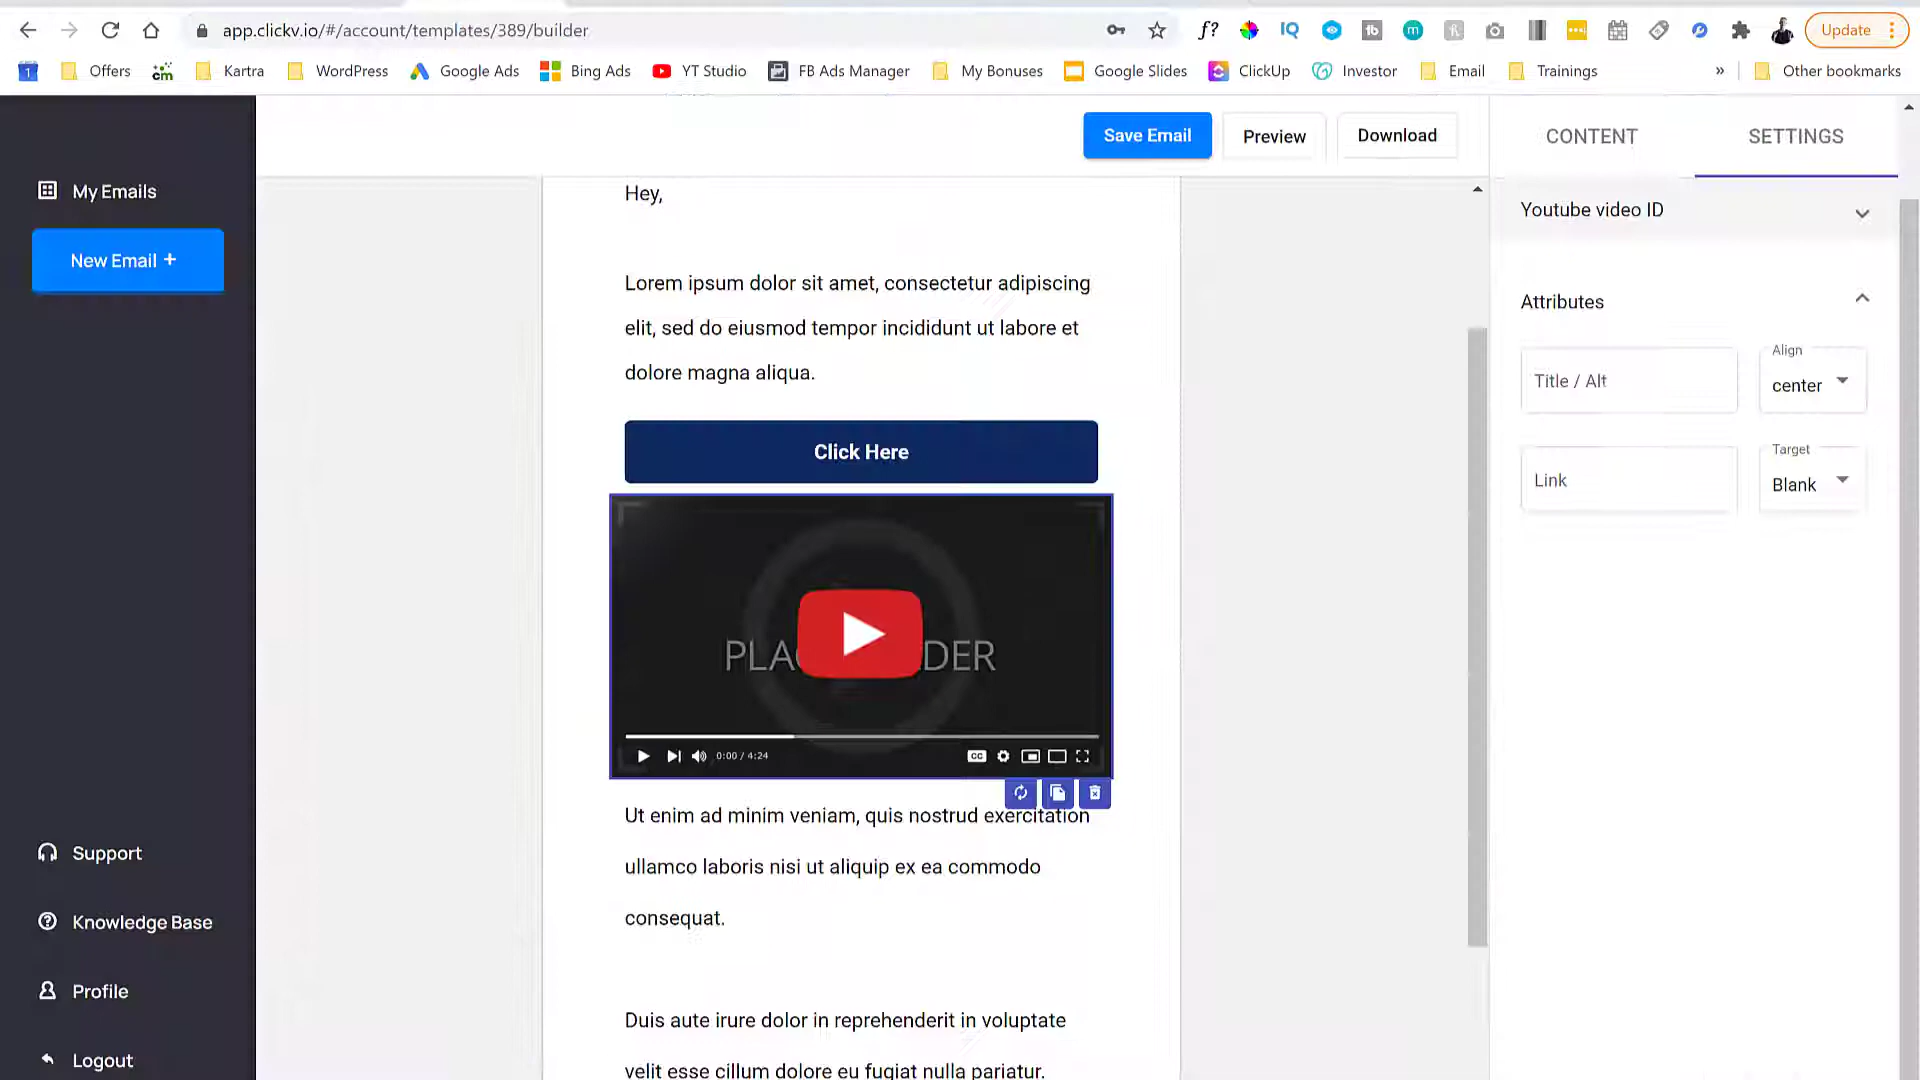 app.clickv.io/#/account/templates/389/builder
f?
IQ
tb
m
Update
1
Offers
cm
Kartra
WordPress
Google Ads
Bing Ads
YT Studio
FB Ads Manager
My Bonuses
Google Slides
ClickUp
Investor
Email
Trainings
»
Other bookmarks
My Emails
New Email +
Support
Knowledge Base
Profile
Logout
Save Email
Preview
Download
Hey,
Lorem ipsum dolor sit amet, consectetur adipiscing
elit, sed do eiusmod tempor incididunt ut labore et
dolore magna aliqua.
Click Here
PLAC DER
0:00 / 4:24
CC
Ut enim ad minim veniam, quis nostrud exercitation
ullamco laboris nisi ut aliquip ex ea commodo
consequat.
Duis aute irure dolor in reprehenderit in voluptate
velit esse cillum dolore eu fugiat nulla pariatur.
CONTENT
SETTINGS
Youtube video ID
Attributes
Title / Alt
Align
center
Link
Target
Blank